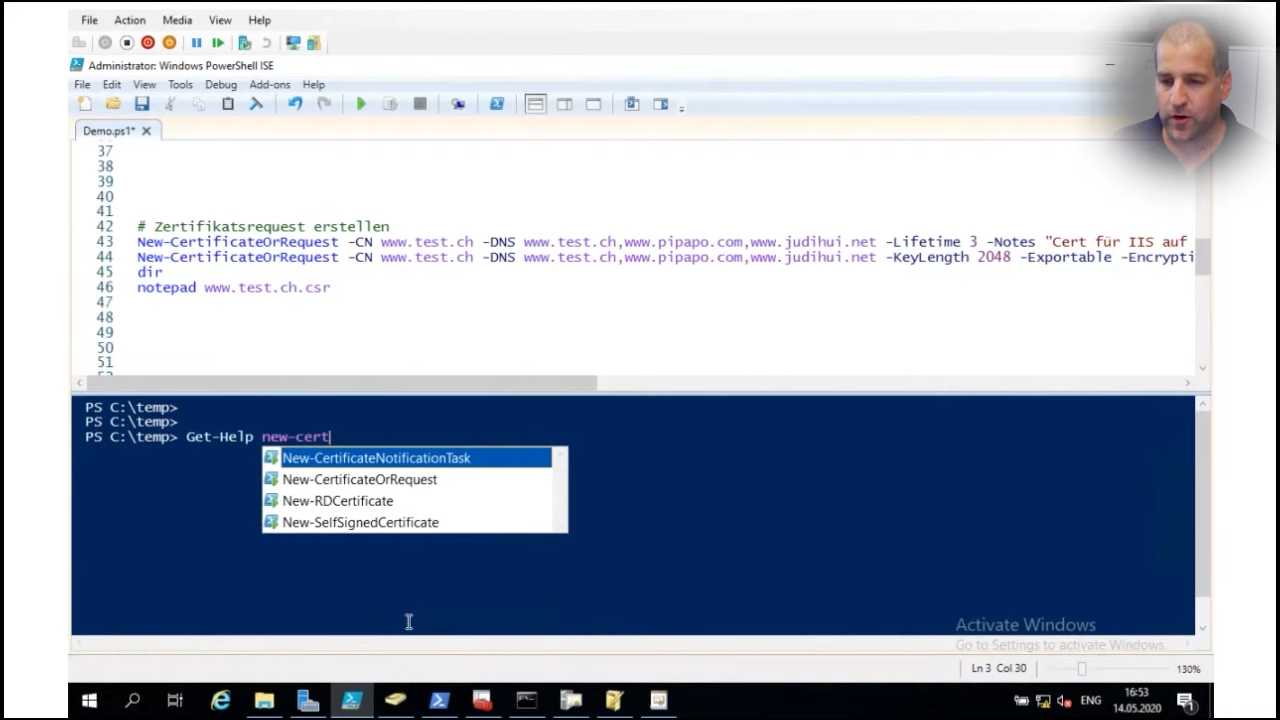 File Action Media View Help
Administrator: Windows PowerShell ISE
File Edit View Tools Debug Add-ons Help
Demo.ps1*
37
38
39
40
41
42 # Zertifikatsrequest erstellen
43 New-CertificateOrRequest -CN www.test.ch -DNS www.test.ch,www.pipapo.com,www.judihui.net -Lifetime 3 -Notes "Cert für IIS auf
44 New-CertificateOrRequest -CN www.test.ch -DNS www.test.ch,www.pipapo.com,www.judihui.net -KeyLength 2048 -Exportable -Encrypti
45 dir
46 notepad www.test.ch.csr
47
48
49
50
51
PS C:\temp>
PS C:\temp>
PS C:\temp> Get-Help new-cert
New-CertificateNotificationTask
New-CertificateOrRequest
New-RDCertificate
New-SelfSignedCertificate
Activate Windows
Go to Settings to activate Windows.
Ln 3 Col 30
130%
ENG
16:53
14.05.2020
1